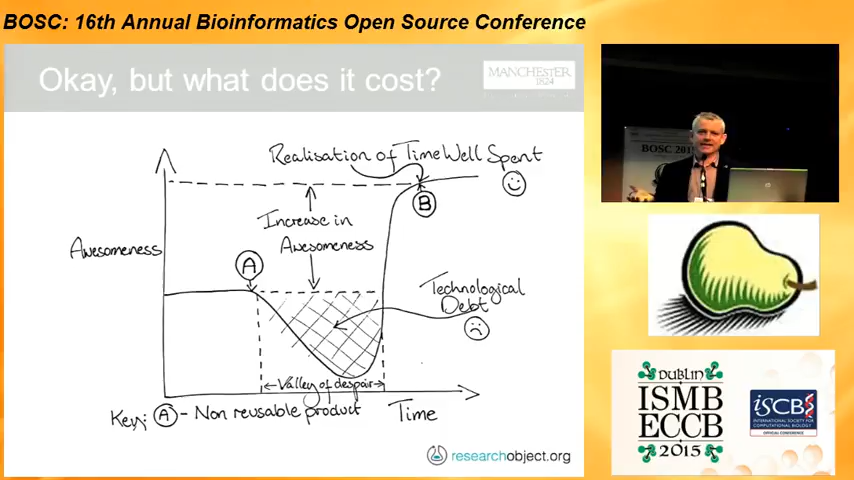 BOSC: 16th Annual Bioinformatics Open Source Conference
Okay, but what does it cost?
MANCHESTER
1824
Realisation of Time Well Spent
B
Increase in
Awesomeness
Awesomeness
A
Technological
Debt
Valley of despair
Key: A - Non reusable product
Time
researchobject.org
BOSC 201
DUBLIN
ISMB
ECCB
2015
iSCB
INTERNATIONAL SOCIETY FOR
COMPUTATIONAL BIOLOGY
OFFICIAL CONFERENCE